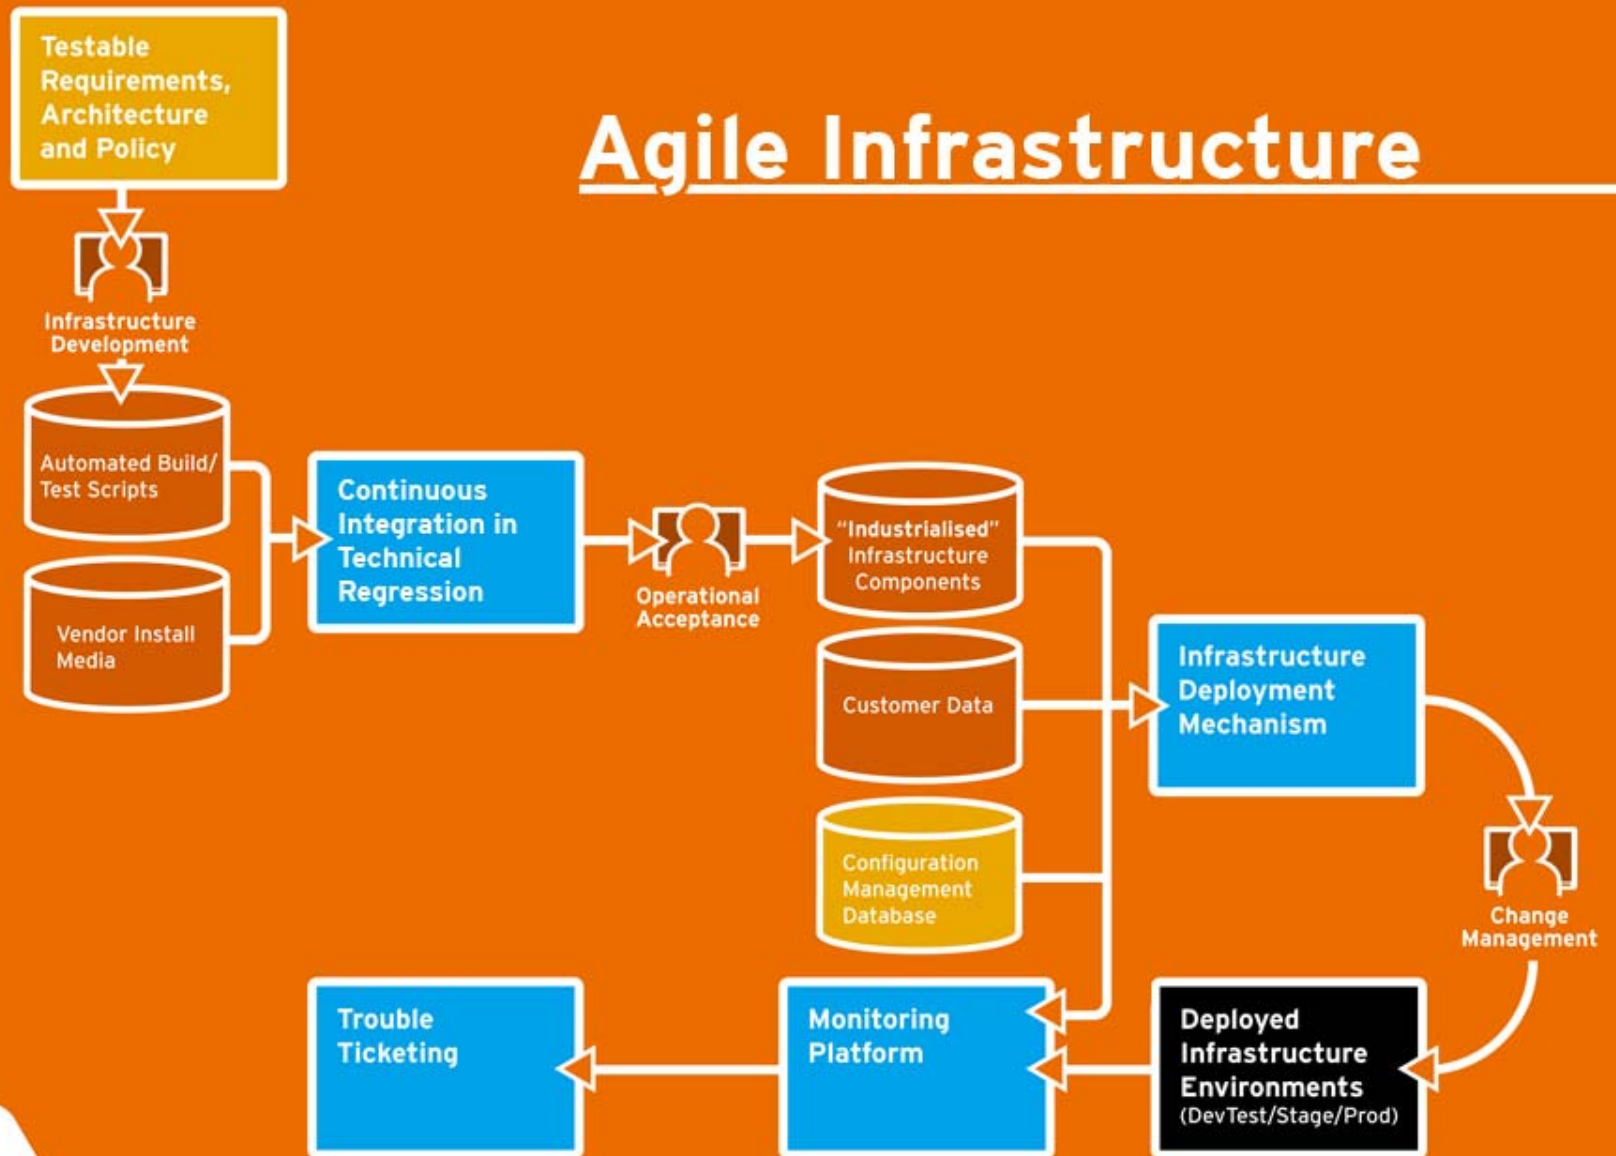 Testable
Requirements,
Architecture
and Policy
Agile Infrastructure
Infrastructure
Development
Automated Build/
Test Scripts
Vendor Install
Media
Continuous
Integration in
Technical
Regression
Operational
Acceptance
“Industrialised”
Infrastructure
Components
Customer Data
Configuration
Management
Database
Infrastructure
Deployment
Mechanism
Change
Management
Trouble
Ticketing
Monitoring
Platform
Deployed
Infrastructure
Environments
(DevTest/Stage/Prod)